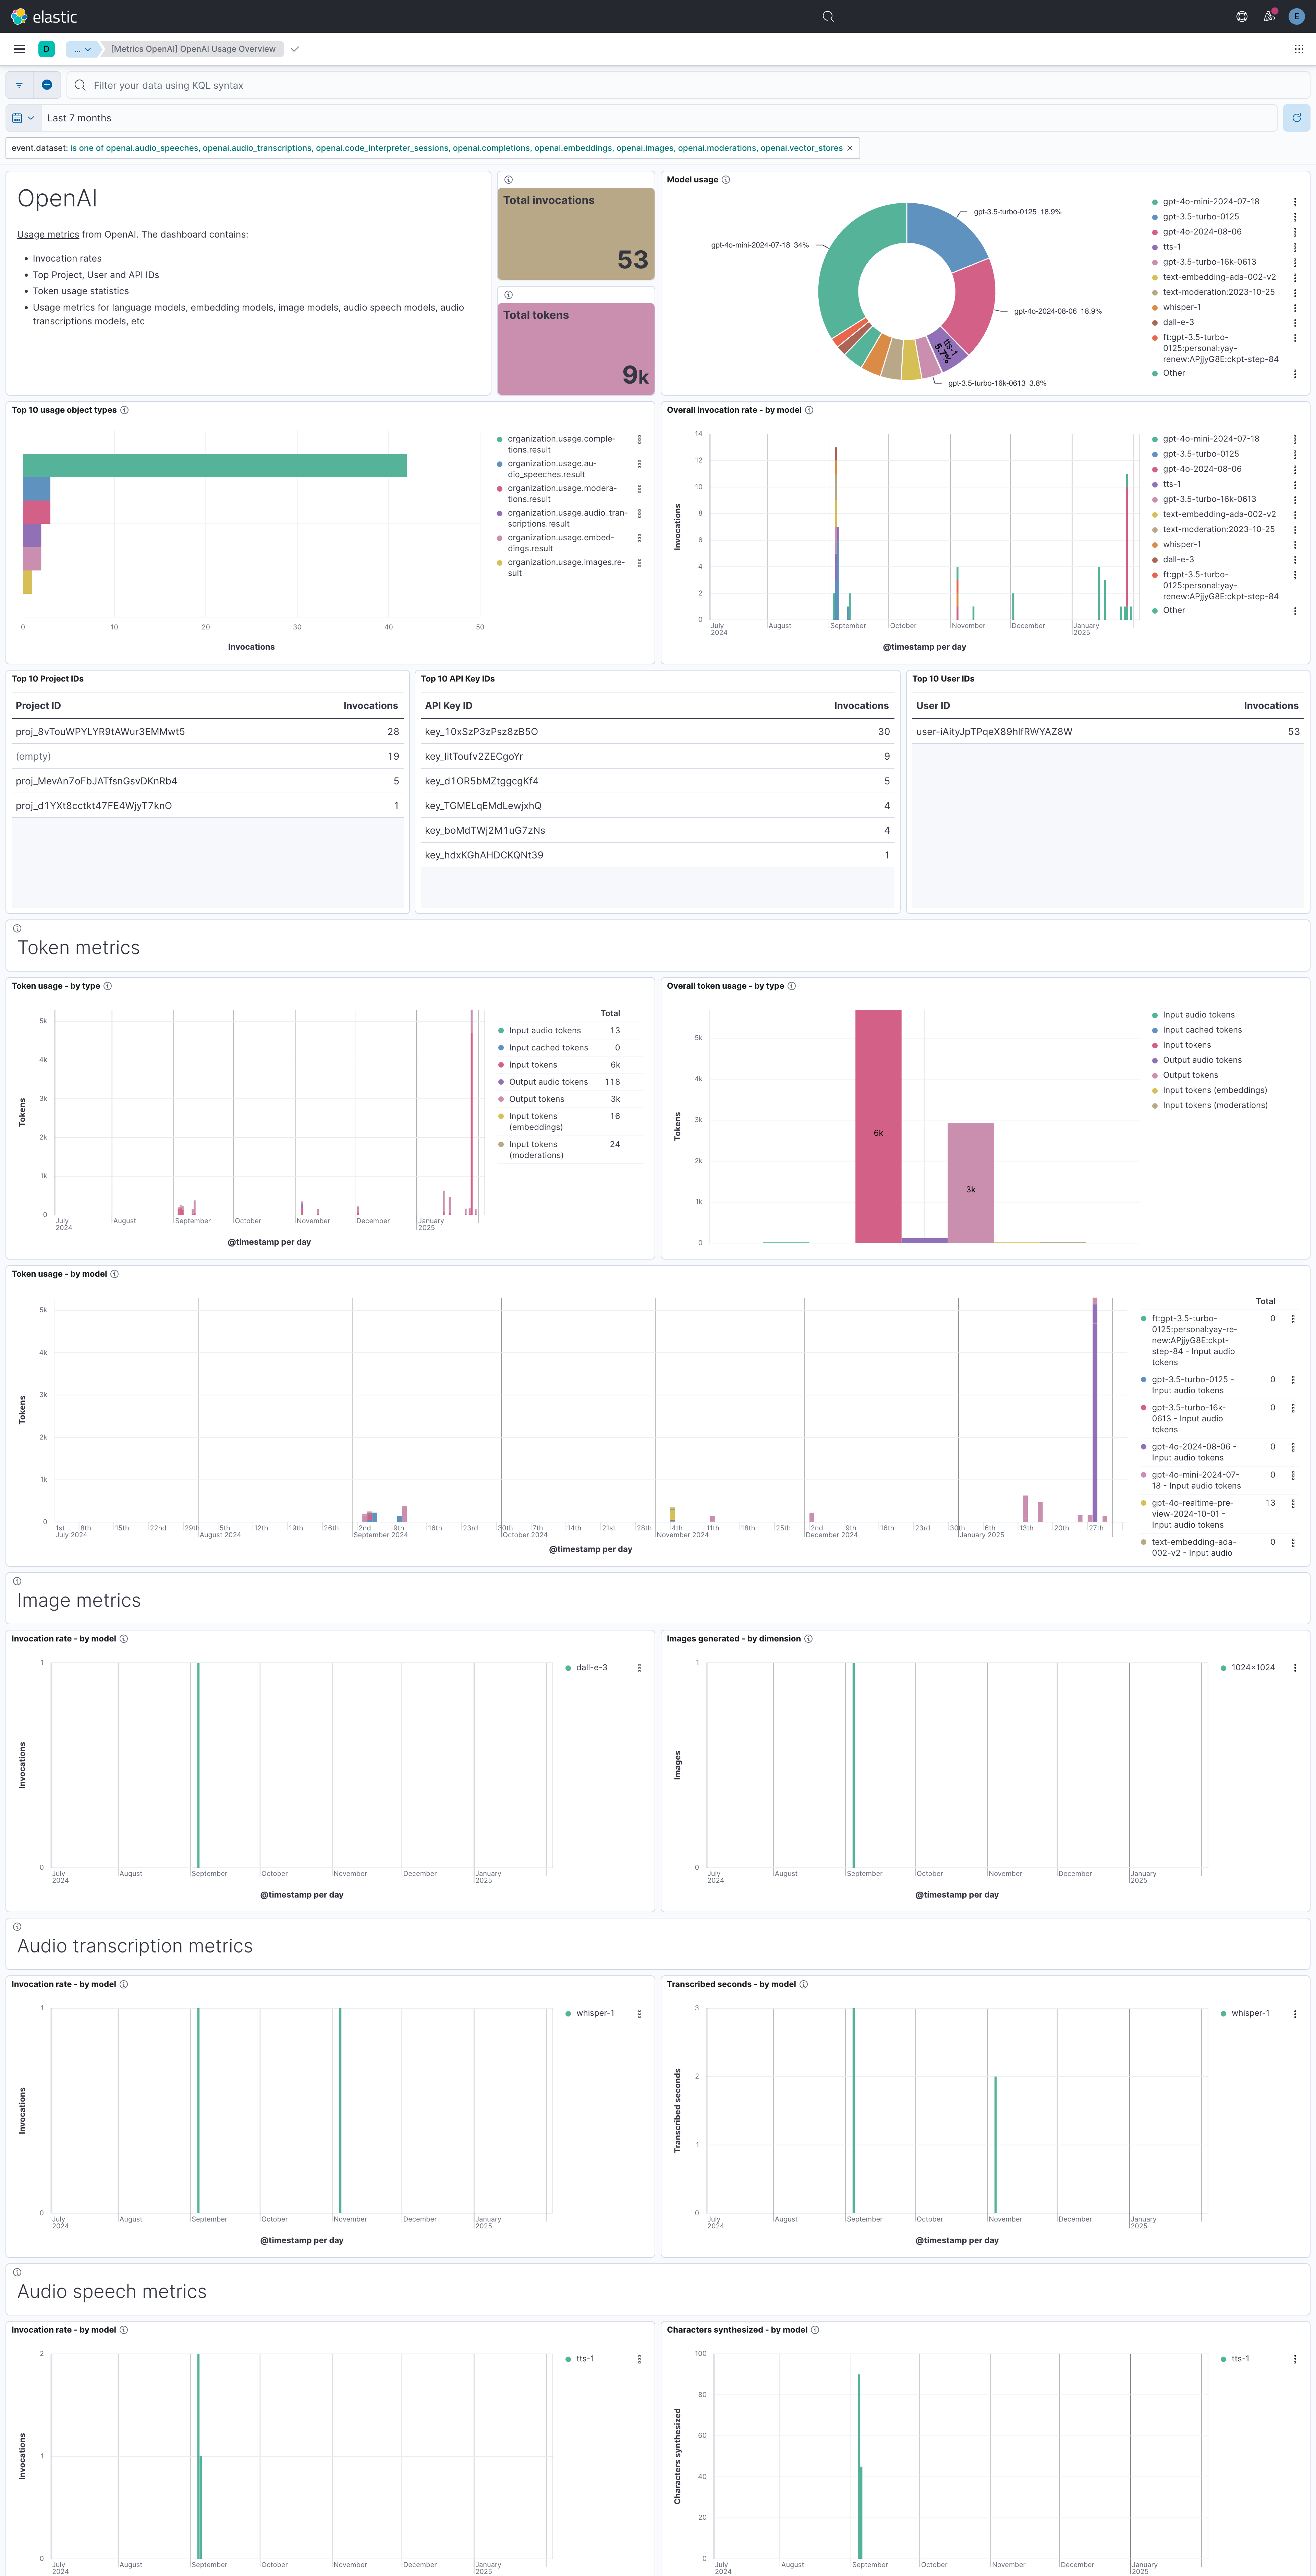 elastic
E
D
...
[Metrics OpenAI] OpenAI Usage Overview
Filter your data using KQL syntax
Last 7 months
event.dataset: is one of openai.audio_speeches, openai.audio_transcriptions, openai.code_interpreter_sessions, openai.completions, openai.embeddings, openai.images, openai.moderations, openai.vector_stores
OpenAI
Usage metrics from OpenAI. The dashboard contains:
• Invocation rates
• Top Project, User and API IDs
• Token usage statistics
• Usage metrics for language models, embedding models, image models, audio speech models, audio
transcriptions models, etc
Total invocations
53
Total tokens
9k
Model usage
gpt-4o-mini-2024-07-18 34%
gpt-3.5-turbo-0125 18.9%
gpt-4o-2024-08-06 18.9%
tts-1
5.7%
gpt-3.5-turbo-16k-0613 3.8%
gpt-4o-mini-2024-07-18
gpt-3.5-turbo-0125
gpt-4o-2024-08-06
tts-1
gpt-3.5-turbo-16k-0613
text-embedding-ada-002-v2
text-moderation:2023-10-25
whisper-1
dall-e-3
ft:gpt-3.5-turbo-
0125:personal:yay-
renew:APjjyG8E:ckpt-step-84
Other
Top 10 usage object types
0 10 20 30 40 50
Invocations
organization.usage.comple-
tions.result
organization.usage.au-
dio_speeches.result
organization.usage.modera-
tions.result
organization.usage.audio_tran-
scriptions.result
organization.usage.embed-
dings.result
organization.usage.images.re-
sult
Overall invocation rate - by model
Invocations
14
12
10
8
6
4
2
0
July August September October November December January
2024 2025
@timestamp per day
gpt-4o-mini-2024-07-18
gpt-3.5-turbo-0125
gpt-4o-2024-08-06
tts-1
gpt-3.5-turbo-16k-0613
text-embedding-ada-002-v2
text-moderation:2023-10-25
whisper-1
dall-e-3
ft:gpt-3.5-turbo-
0125:personal:yay-
renew:APjjyG8E:ckpt-step-84
Other
Top 10 Project IDs
Project ID Invocations
proj_8vTouWPYLYR9tAWur3EMMwt5 28
(empty) 19
proj_MevAn7oFbJATfsnGsvDKnRb4 5
proj_d1YXt8cctkt47FE4WjyT7knO 1
Top 10 API Key IDs
API Key ID Invocations
key_10xSzP3zPsz8zB5O 30
key_IitToufv2ZECgoYr 9
key_d1OR5bMZtggcgKf4 5
key_TGMELqEMdLewjxhQ 4
key_boMdTWj2M1uG7zNs 4
key_hdxKGhAHDCKQNt39 1
Top 10 User IDs
User ID Invocations
user-iAityJpTPqeX89hlfRWYAZ8W 53
Token metrics
Token usage - by type
Tokens
5k
4k
3k
2k
1k
0
July August September October November December January
2024 2025
@timestamp per day
Total
Input audio tokens 13
Input cached tokens 0
Input tokens 6k
Output audio tokens 118
Output tokens 3k
Input tokens 16
(embeddings)
Input tokens 24
(moderations)
Overall token usage - by type
Tokens
5k
4k
3k
2k
1k
0
6k
3k
Input audio tokens
Input cached tokens
Input tokens
Output audio tokens
Output tokens
Input tokens (embeddings)
Input tokens (moderations)
Token usage - by model
Tokens
5k
4k
3k
2k
1k
0
1st 8th 15th 22nd 29th 5th 12th 19th 26th 2nd 9th 16th 23rd 30th 7th 14th 21st 28th 4th 11th 18th 25th 2nd 9th 16th 23rd 30th 6th 13th 20th 27th
July 2024 August 2024 September 2024 October 2024 November 2024 December 2024 January 2025
@timestamp per day
Total
ft:gpt-3.5-turbo- 0
0125:personal:yay-re-
new:APjjyG8E:ckpt-
step-84 - Input audio
tokens
gpt-3.5-turbo-0125 - 0
Input audio tokens
gpt-3.5-turbo-16k- 0
0613 - Input audio
tokens
gpt-4o-2024-08-06 - 0
Input audio tokens
gpt-4o-mini-2024-07- 0
18 - Input audio tokens
gpt-4o-realtime-pre- 13
view-2024-10-01 -
Input audio tokens
text-embedding-ada- 0
002-v2 - Input audio
Image metrics
Invocation rate - by model
Invocations
1
0
July August September October November December January
2024 2025
@timestamp per day
dall-e-3
Images generated - by dimension
Images
1
0
July August September October November December January
2024 2025
@timestamp per day
1024x1024
Audio transcription metrics
Invocation rate - by model
Invocations
1
0
July August September October November December January
2024 2025
@timestamp per day
whisper-1
Transcribed seconds - by model
Transcribed seconds
3
2
1
0
July August September October November December January
2024 2025
@timestamp per day
whisper-1
Audio speech metrics
Invocation rate - by model
Invocations
2
1
0
July August September October November December January
2024 2025
tts-1
Characters synthesized - by model
Characters synthesized
100
80
60
40
20
0
July August September October November December January
2024 2025
tts-1